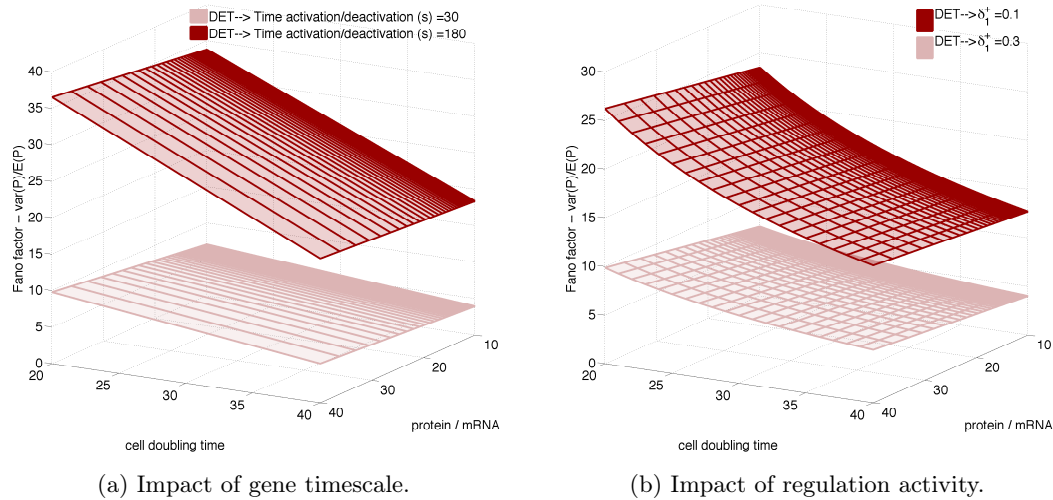 DET--> Time activation/deactivation (s) =30
DET--> Time activation/deactivation (s) =180
40
35
30
25
20
15
10
5
0
Fano factor – var(P)/E(P)
20
25
30
35
40
cell doubling time
40
30
20
10
protein / mRNA
(a) Impact of gene timescale.
DET-->δ₁⁺ =0.1
DET-->δ₁⁺ =0.3
30
25
20
15
10
5
0
Fano factor – var(P)/E(P)
20
25
30
35
40
cell doubling time
40
30
20
10
protein / mRNA
(b) Impact of regulation activity.